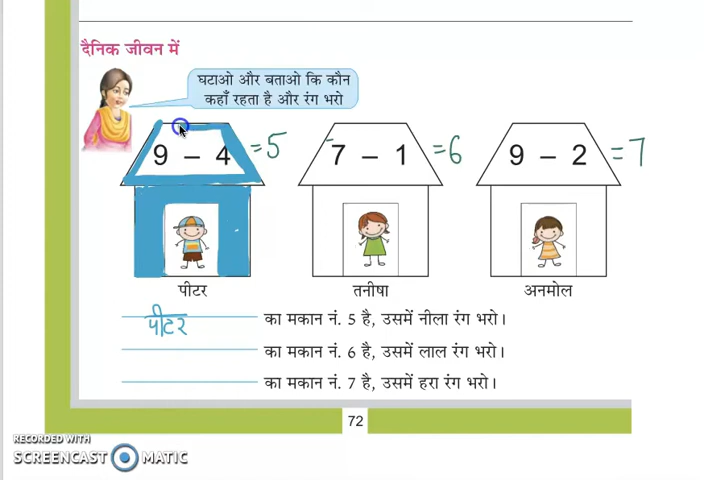 दैनिक जीवन में
घटाओ और बताओ कि कौन
कहाँ रहता है और रंग भरो
9 – 4 =5 7 – 1 =6 9 – 2 =7
पीटर तनीषा अनमोल
पीटर का मकान नं. 5 है, उसमें नीला रंग भरो।
का मकान नं. 6 है, उसमें लाल रंग भरो।
का मकान नं. 7 है, उसमें हरा रंग भरो।
72
RECORDED WITH
SCREENCAST MATIC